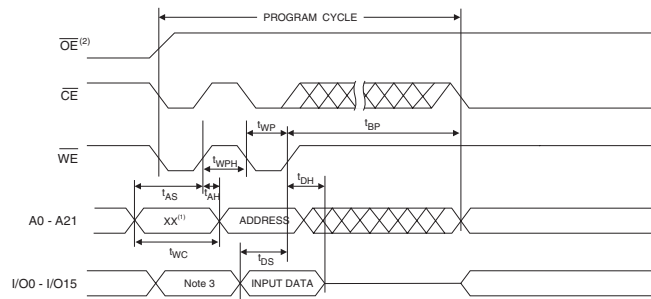 PROGRAM CYCLE
OE (2)
CE
tWP
tBP
WE
tWPH
tDH
tAS
tAH
A0 - A21
XX(1)
ADDRESS
tWC
tDS
I/O0 - I/O15
Note 3
INPUT DATA